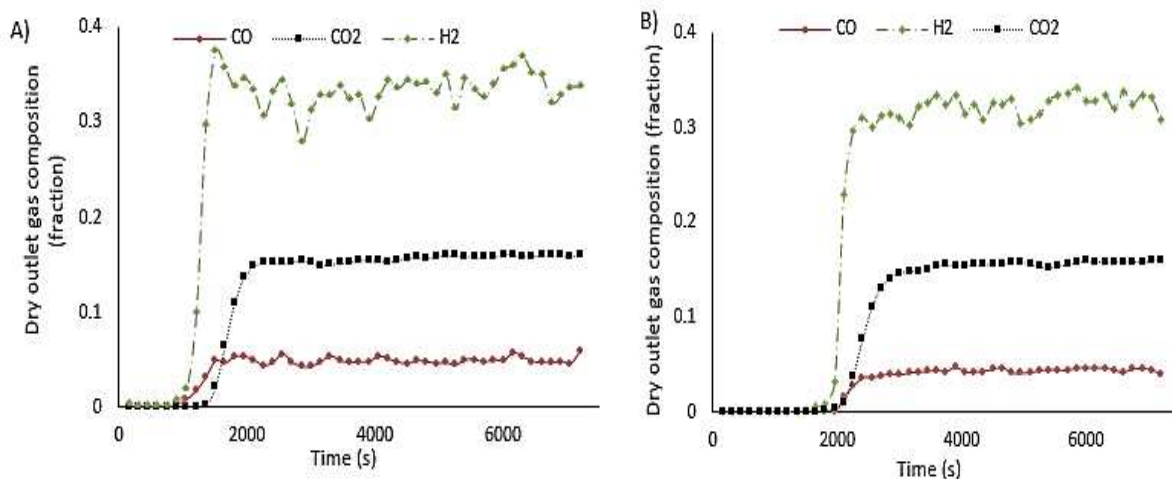 A)
CO CO2 H2
Dry outlet gas composition
(fraction)
0.4
0.3
0.2
0.1
0
0 2000 4000 6000
Time (s)
B)
CO H2 CO2
Dry outlet gas composition (fraction)
0.4
0.3
0.2
0.1
0
0 2000 4000 6000
Time (s)